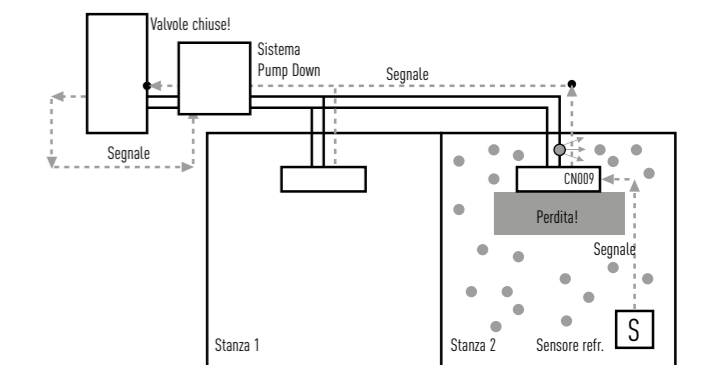 Valvole chiuse!
Sistema
Pump Down
Segnale
Segnale
CN009
Perdita!
Segnale
S
Stanza 1
Stanza 2
Sensore refr.